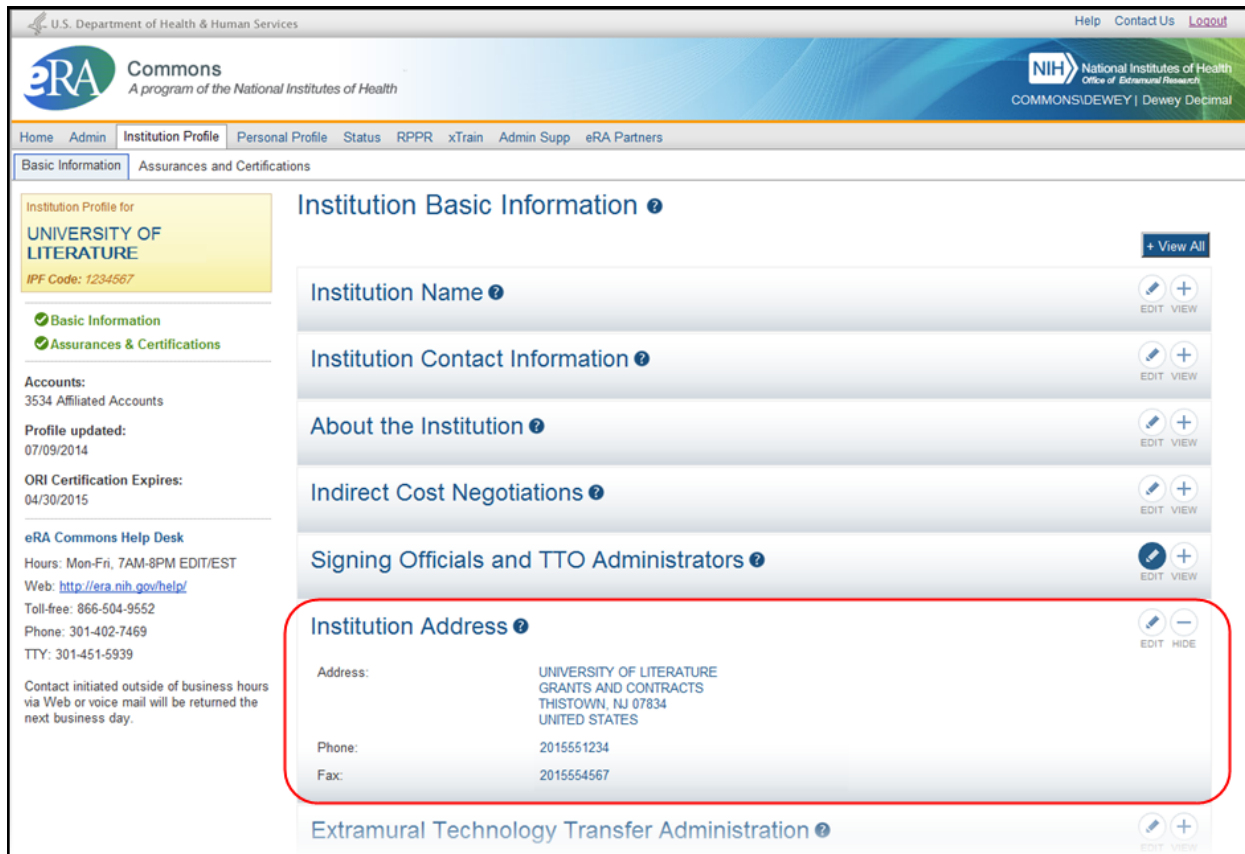 U.S. Department of Health & Human Services
Help Contact Us Logout
eRA
Commons
A program of the National Institutes of Health
NIH National Institutes of Health
Office of Extramural Research
COMMONS\DEWEY | Dewey Decimal
Home Admin Institution Profile Personal Profile Status RPPR xTrain Admin Supp eRA Partners
Basic Information Assurances and Certifications
Institution Profile for
UNIVERSITY OF
LITERATURE
IPF Code: 1234567
Basic Information
Assurances & Certifications
Accounts:
3534 Affiliated Accounts
Profile updated:
07/09/2014
ORI Certification Expires:
04/30/2015
eRA Commons Help Desk
Hours: Mon-Fri, 7AM-8PM EDIT/EST
Web: http://era.nih.gov/help/
Toll-free: 866-504-9552
Phone: 301-402-7469
TTY: 301-451-5939
Contact initiated outside of business hours
via Web or voice mail will be returned the
next business day.
Institution Basic Information ?
+ View All
Institution Name ?
EDIT VIEW
Institution Contact Information ?
EDIT VIEW
About the Institution ?
EDIT VIEW
Indirect Cost Negotiations ?
EDIT VIEW
Signing Officials and TTO Administrators ?
EDIT VIEW
Institution Address ?
EDIT HIDE
Address: UNIVERSITY OF LITERATURE
GRANTS AND CONTRACTS
THISTOWN, NJ 07834
UNITED STATES
Phone: 2015551234
Fax: 2015554567
Extramural Technology Transfer Administration ?
EDIT VIEW